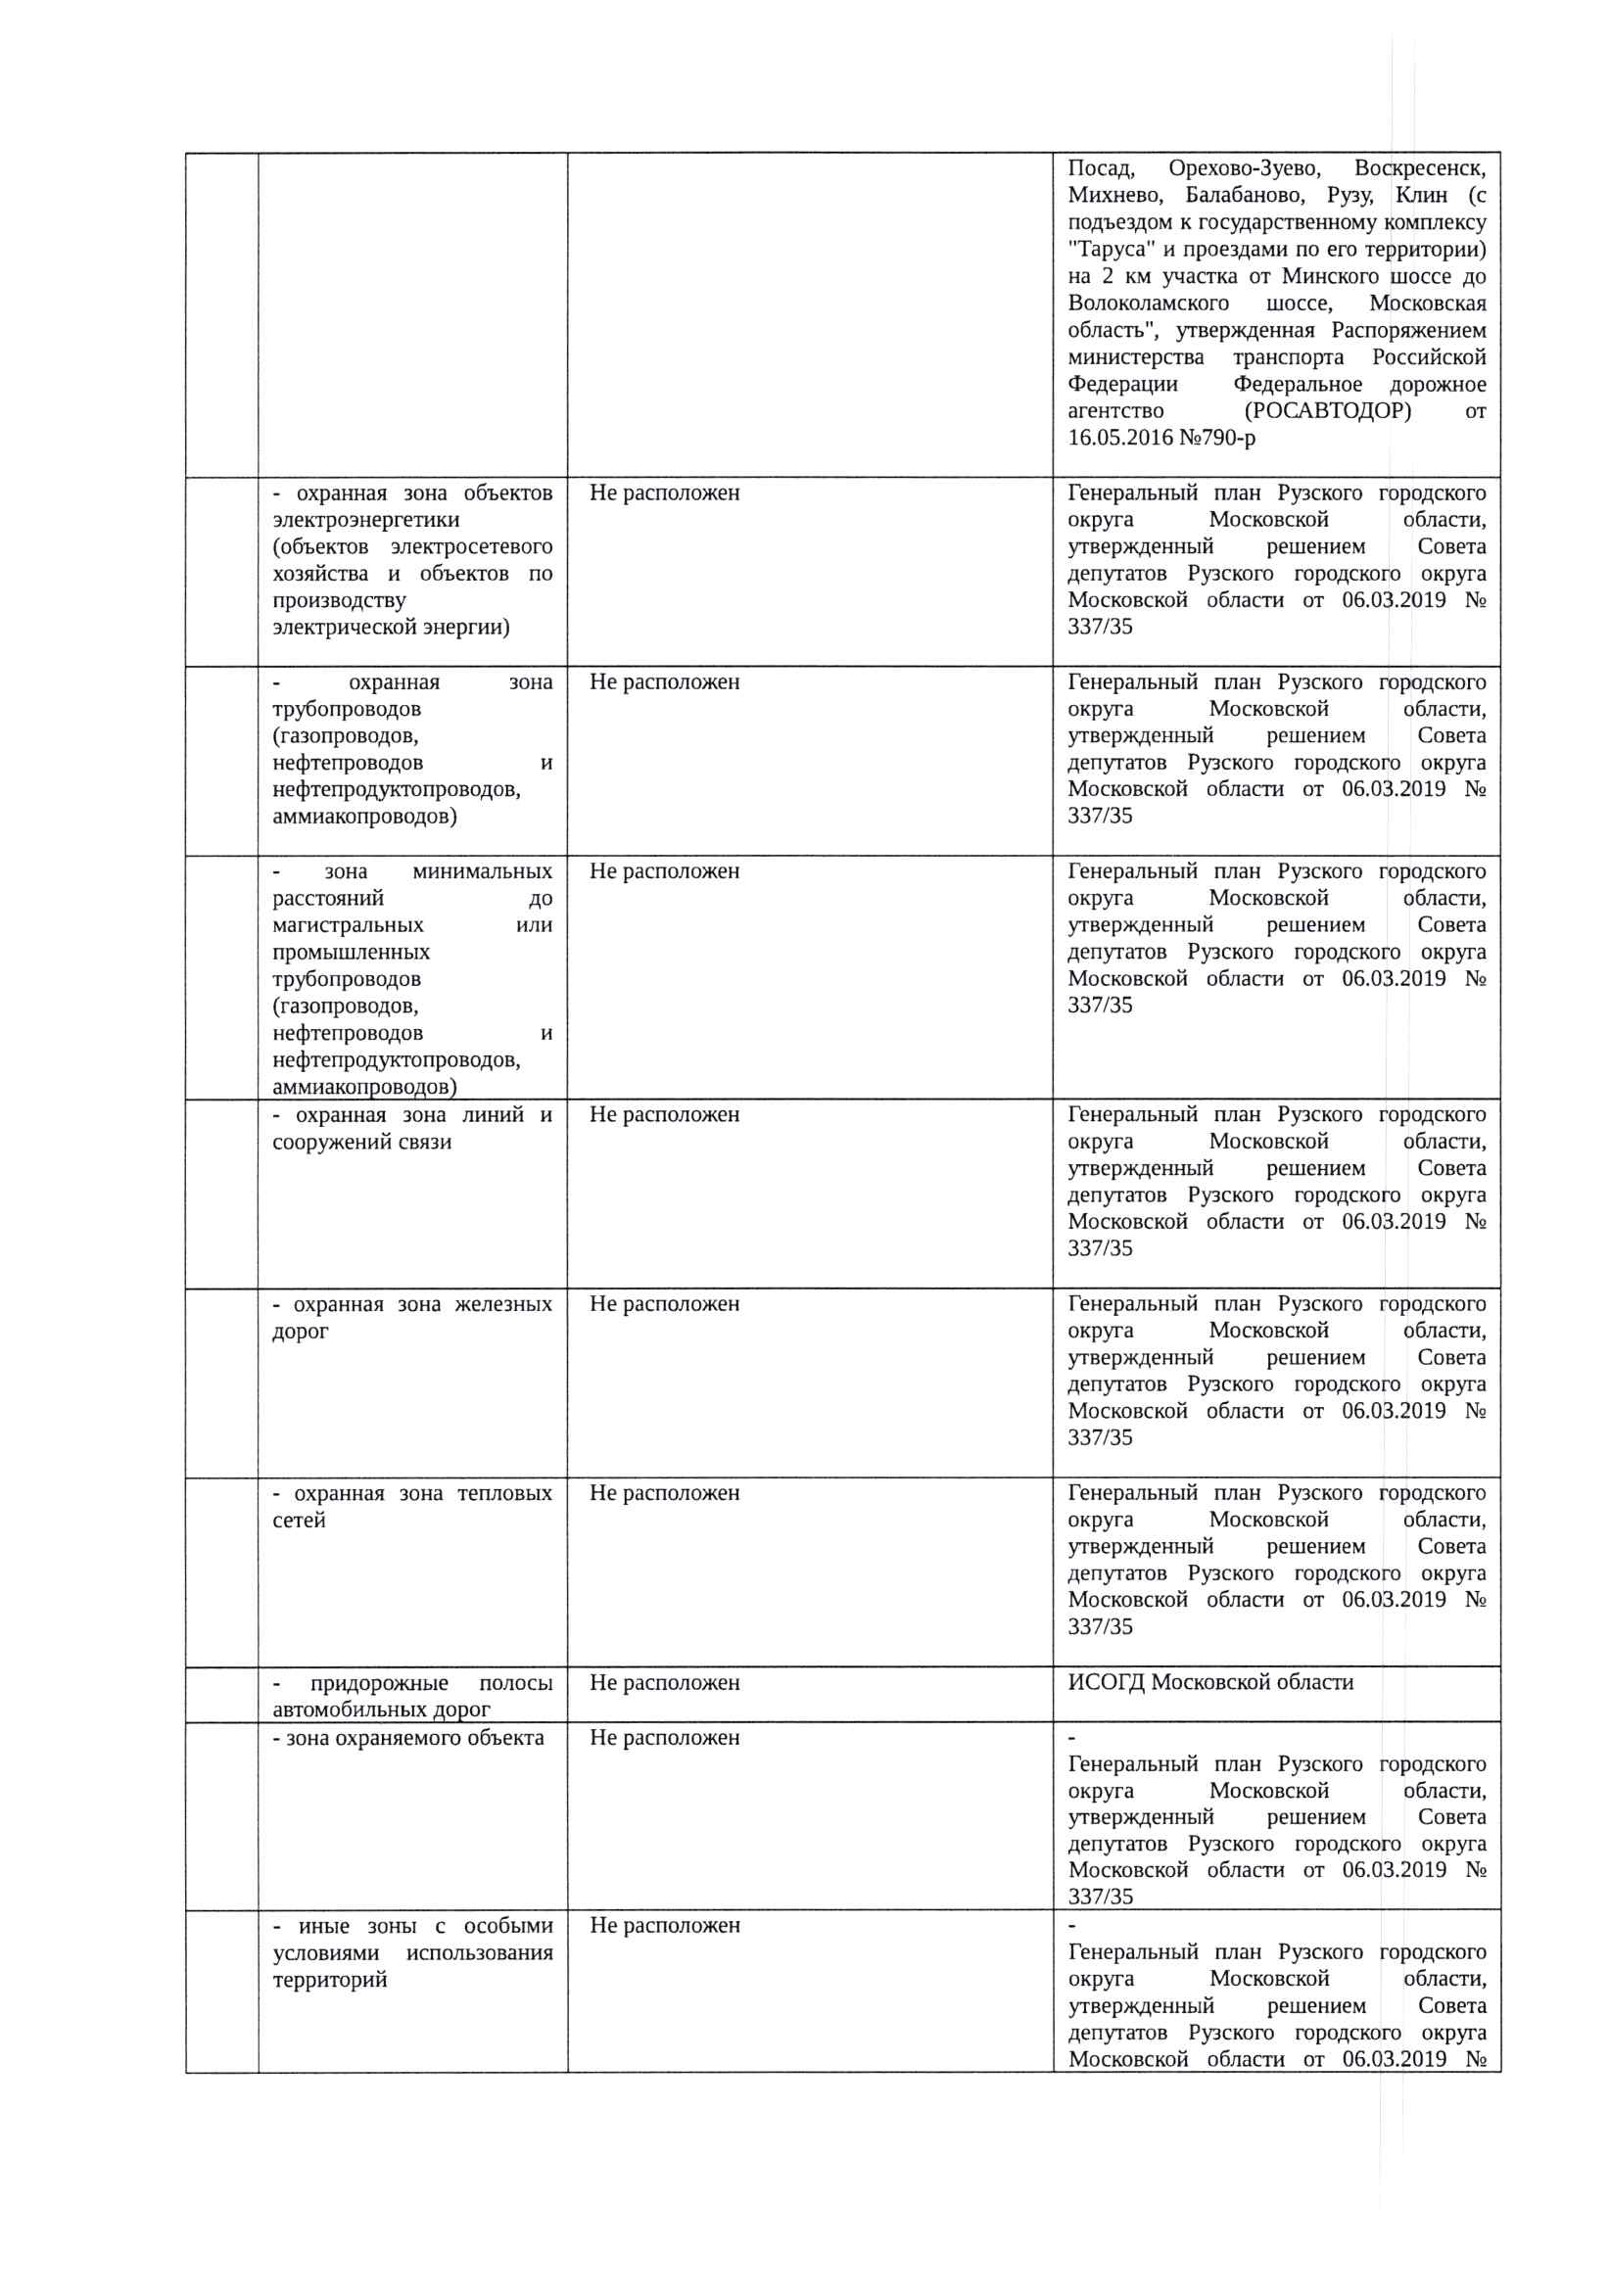 Посад, Орехово-Зуево, Воскресенск,
Михнево, Балабаново, Рузу, Клин (с
подъездом к государственному комплексу
"Таруса" и проездами по его территории)
на 2 км участка от Минского шоссе до
Волоколамского шоссе, Московская
область", утвержденная Распоряжением
министерства транспорта Российской
Федерации Федеральное дорожное
агентство (РОСАВТОДОР) от
16.05.2016 №790-р
- охранная зона объектов
электроэнергетики
(объектов электросетевого
хозяйства и объектов по
производству
электрической энергии)
Не расположен
Генеральный план Рузского городского
округа Московской области,
утвержденный решением Совета
депутатов Рузского городского округа
Московской области от 06.03.2019 №
337/35
- охранная зона
трубопроводов
(газопроводов,
нефтепроводов и
нефтепродуктопроводов,
аммиакопроводов)
Не расположен
Генеральный план Рузского городского
округа Московской области,
утвержденный решением Совета
депутатов Рузского городского округа
Московской области от 06.03.2019 №
337/35
- зона минимальных
расстояний до
магистральных или
промышленных
трубопроводов
(газопроводов,
нефтепроводов и
нефтепродуктопроводов,
аммиакопроводов)
Не расположен
Генеральный план Рузского городского
округа Московской области,
утвержденный решением Совета
депутатов Рузского городского округа
Московской области от 06.03.2019 №
337/35
- охранная зона линий и
сооружений связи
Не расположен
Генеральный план Рузского городского
округа Московской области,
утвержденный решением Совета
депутатов Рузского городского округа
Московской области от 06.03.2019 №
337/35
- охранная зона железных
дорог
Не расположен
Генеральный план Рузского городского
округа Московской области,
утвержденный решением Совета
депутатов Рузского городского округа
Московской области от 06.03.2019 №
337/35
- охранная зона тепловых
сетей
Не расположен
Генеральный план Рузского городского
округа Московской области,
утвержденный решением Совета
депутатов Рузского городского округа
Московской области от 06.03.2019 №
337/35
- придорожные полосы
автомобильных дорог
Не расположен
ИСОГД Московской области
- зона охраняемого объекта
Не расположен
-
Генеральный план Рузского городского
округа Московской области,
утвержденный решением Совета
депутатов Рузского городского округа
Московской области от 06.03.2019 №
337/35
- иные зоны с особыми
условиями использования
территорий
Не расположен
-
Генеральный план Рузского городского
округа Московской области,
утвержденный решением Совета
депутатов Рузского городского округа
Московской области от 06.03.2019 №